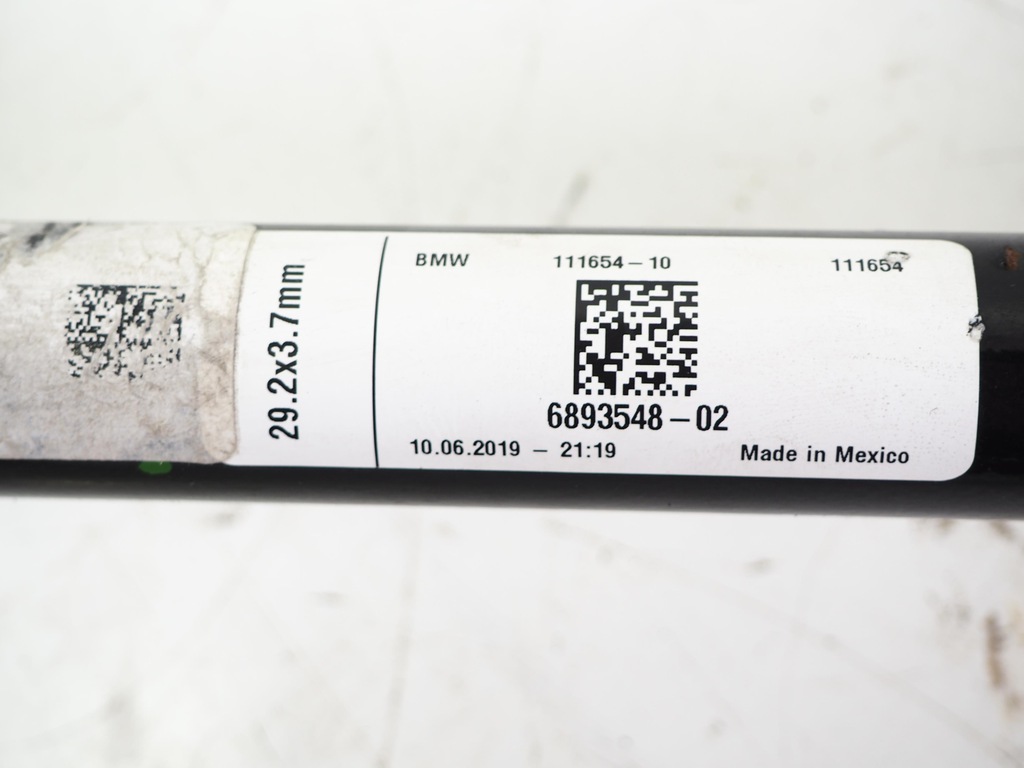 29.2x3.7mm
BMW 111654-10 111654
6893548-02
10.06.2019 - 21:19 Made in Mexico